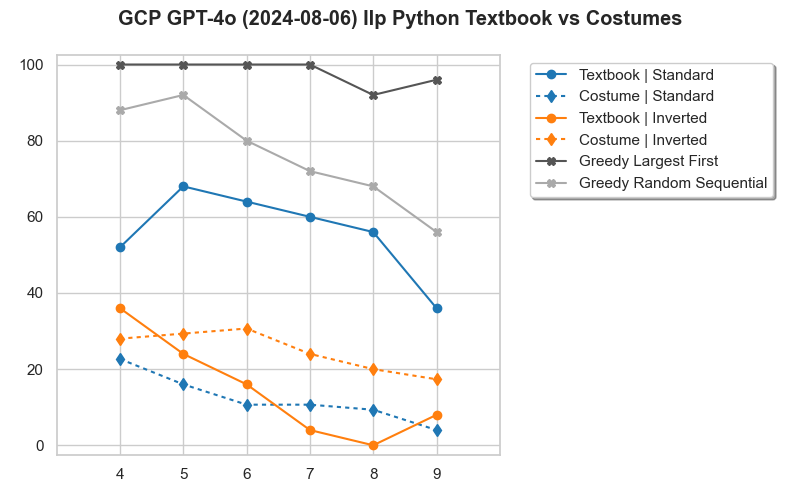 GCP GPT-4o (2024-08-06) Ilp Python Textbook vs Costumes
100
80
60
40
20
0
4 5 6 7 8 9
Textbook | Standard
Costume | Standard
Textbook | Inverted
Costume | Inverted
Greedy Largest First
Greedy Random Sequential